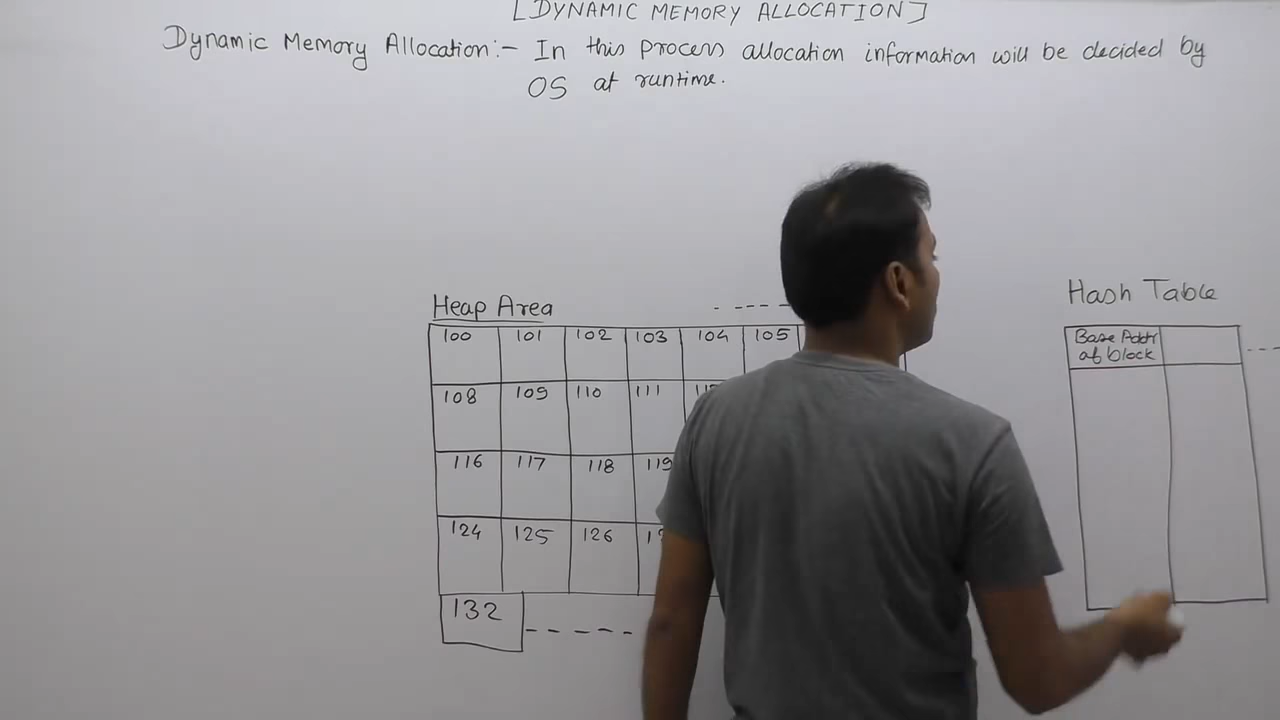 [DYNAMIC MEMORY ALLOCATION]
Dynamic Memory Allocation:- In this process allocation information will be decided by
OS at runtime.
Heap Area
100 101 102 103 104 105
108 109 110 111
116 117 118 119
124 125 126
132
Hash Table
Base Addr
of block